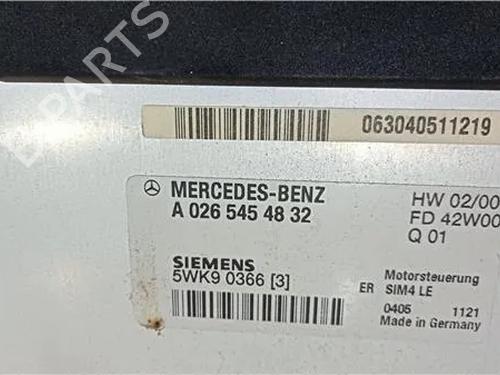 063040511219
MERCEDES-BENZ
A 026 545 48 32
HW 02/00
FD 42W00
Q 01
SIEMENS
5WK9 0366 [3]
ER
Motorsteuerung
SIM4 LE
0405 1121
Made in Germany